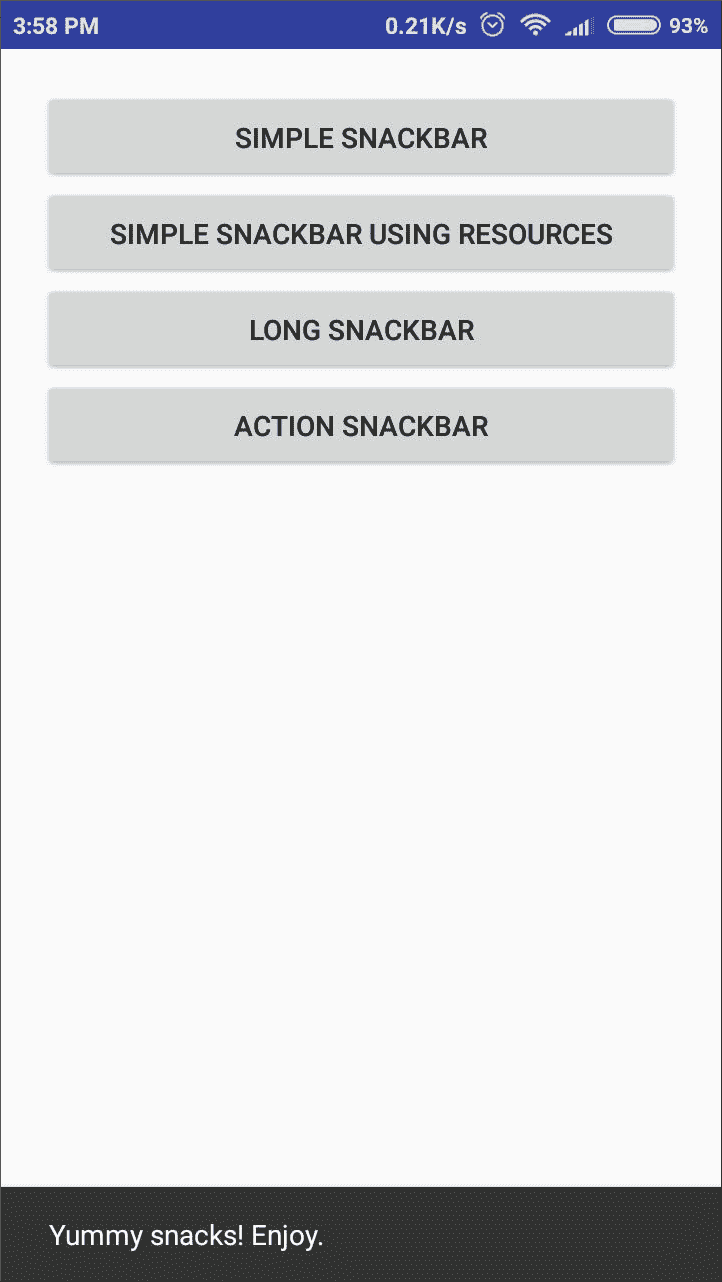 3:58 PM 0.21K/s 93%
SIMPLE SNACKBAR
SIMPLE SNACKBAR USING RESOURCES
LONG SNACKBAR
ACTION SNACKBAR
Yummy snacks! Enjoy.